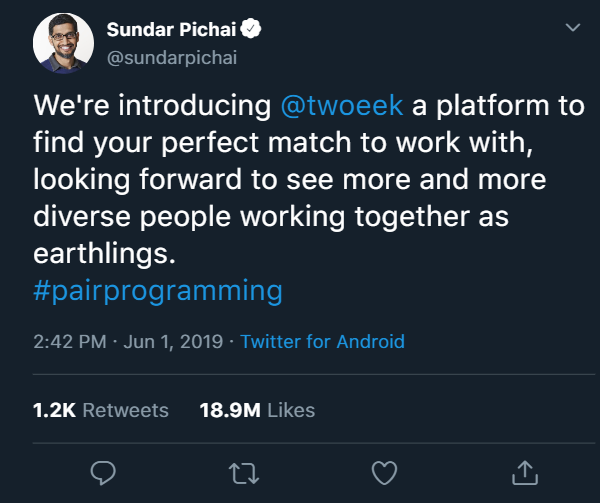 Sundar Pichai
@sundarpichai
We're introducing @twoeek a platform to
find your perfect match to work with,
looking forward to see more and more
diverse people working together as
earthlings.
#pairprogramming
2:42 PM · Jun 1, 2019 · Twitter for Android
1.2K Retweets 18.9M Likes